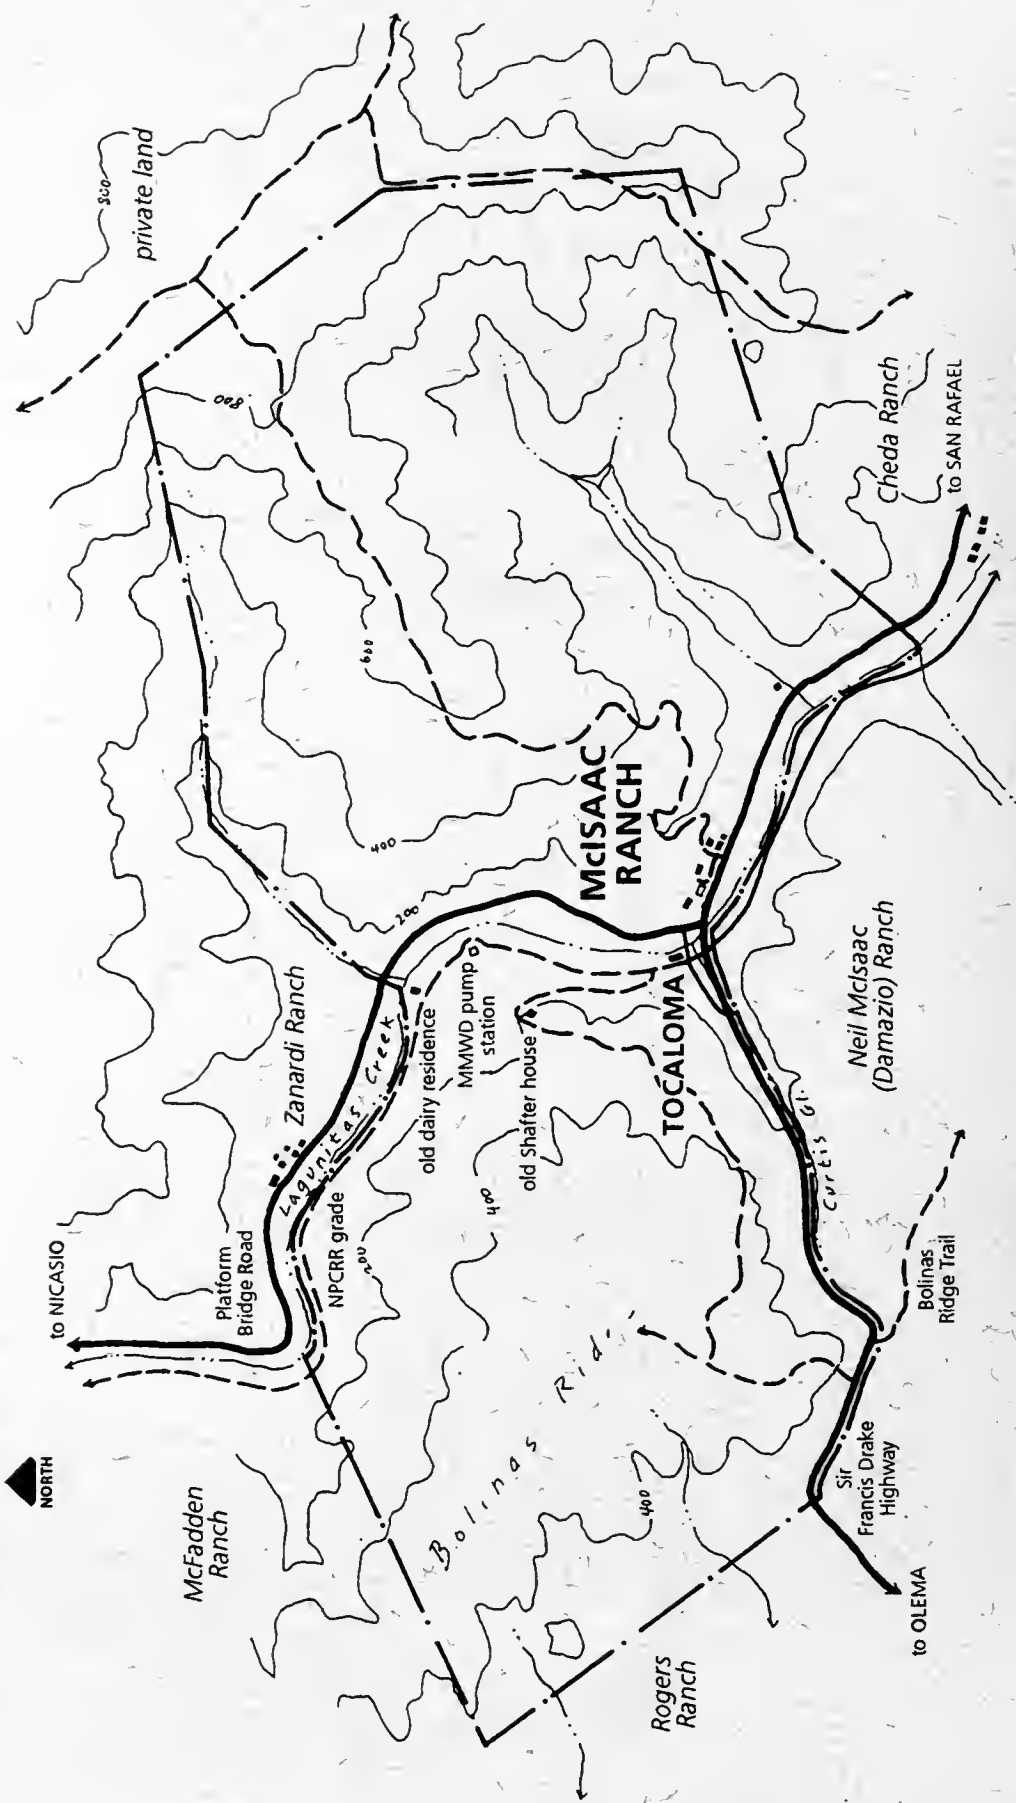 NORTH
to NICASIO
McFadden
Ranch
Platform
Bridge Road
private land
800
800
Zanardi Ranch
Lagunitas Creek
NPCRR grade
200
200
400
600
old dairy residence
MMWD pump
station
old Shafter house
400
Bolinas Rid
McISAAC
RANCH
TOCALOMA
400
Rogers
Ranch
Curtis Gl.
Sir
Francis Drake
Highway
to OLEMA
Bolinas
Ridge Trail
Neil McIsaac
(Damazio) Ranch
Cheda Ranch
to SAN RAFAEL